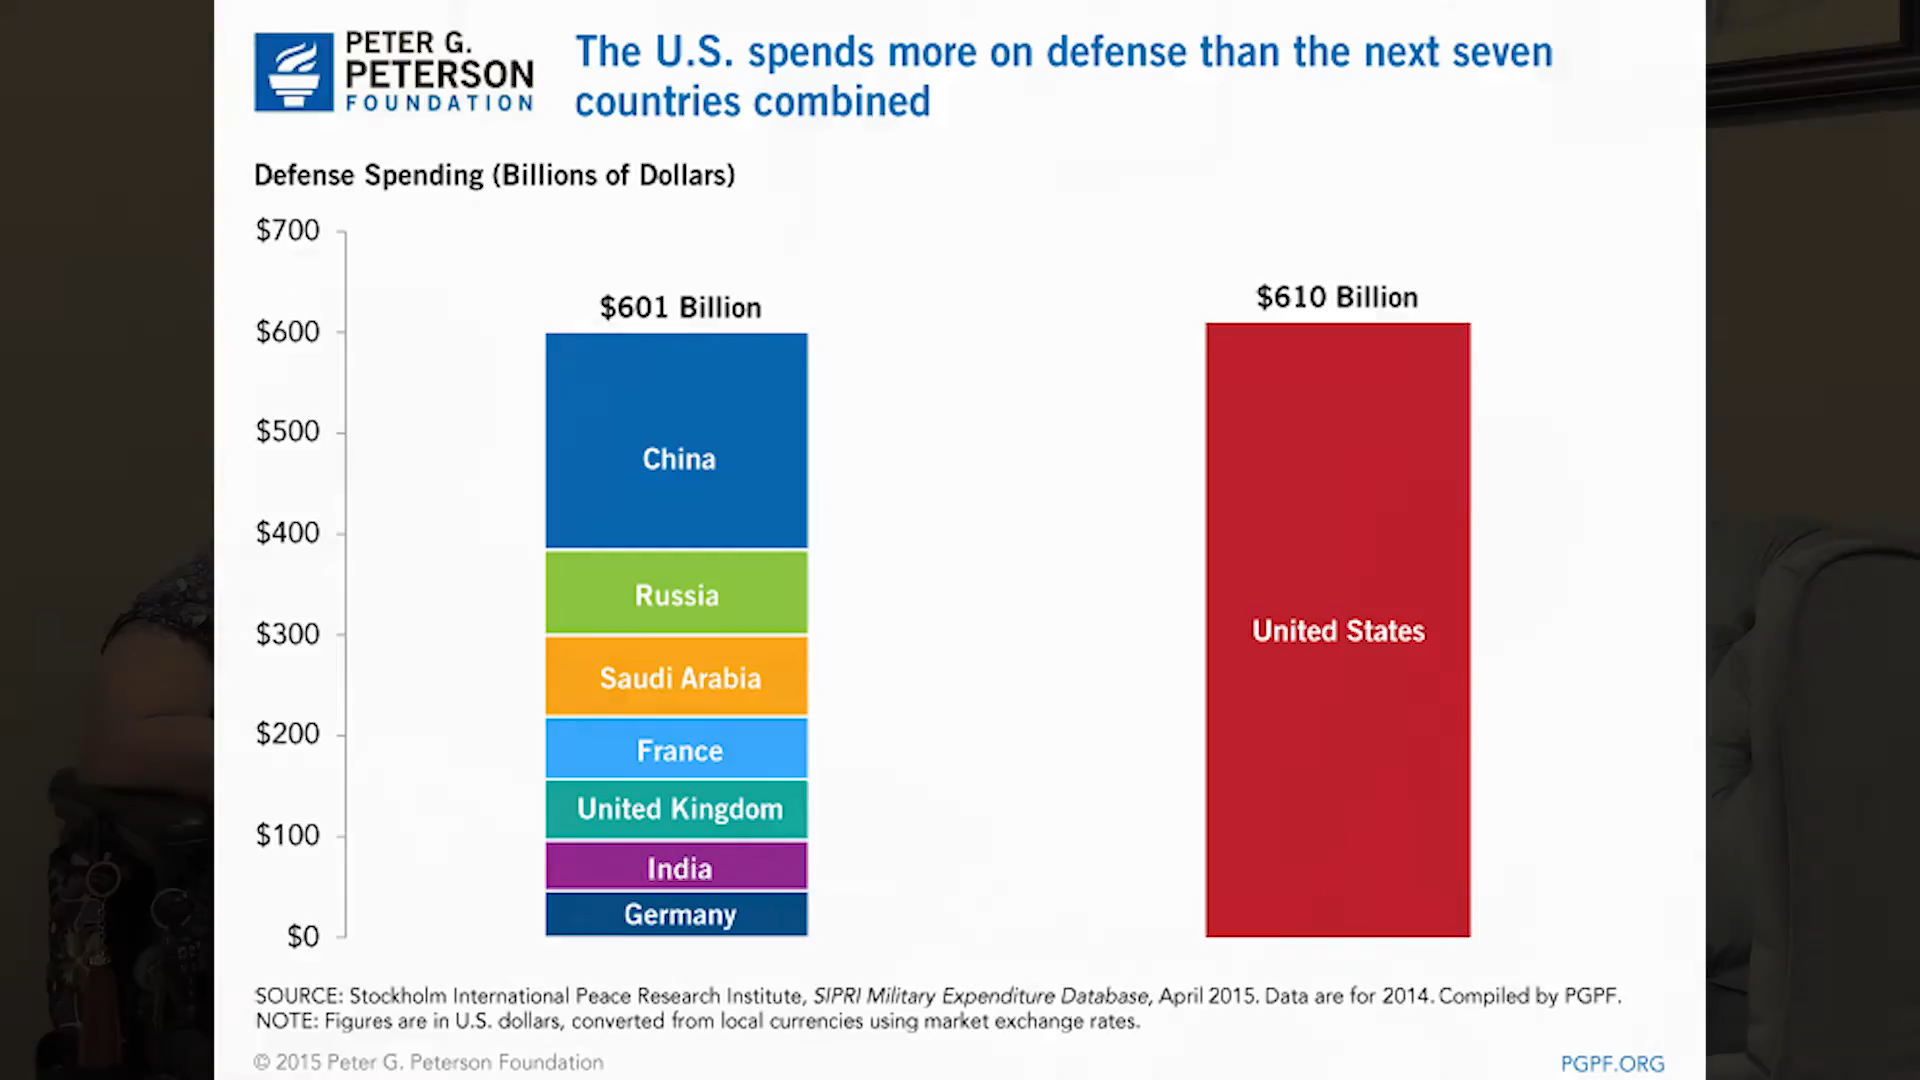 PETER G.
PETERSON
FOUNDATION
The U.S. spends more on defense than the next seven
countries combined
Defense Spending (Billions of Dollars)
$700
$600
$500
$400
$300
$200
$100
$0
$601 Billion
China
Russia
Saudi Arabia
France
United Kingdom
India
Germany
$610 Billion
United States
SOURCE: Stockholm International Peace Research Institute, SIPRI Military Expenditure Database, April 2015. Data are for 2014. Compiled by PGPF.
NOTE: Figures are in U.S. dollars, converted from local currencies using market exchange rates.
© 2015 Peter G. Peterson Foundation
PGPF.ORG